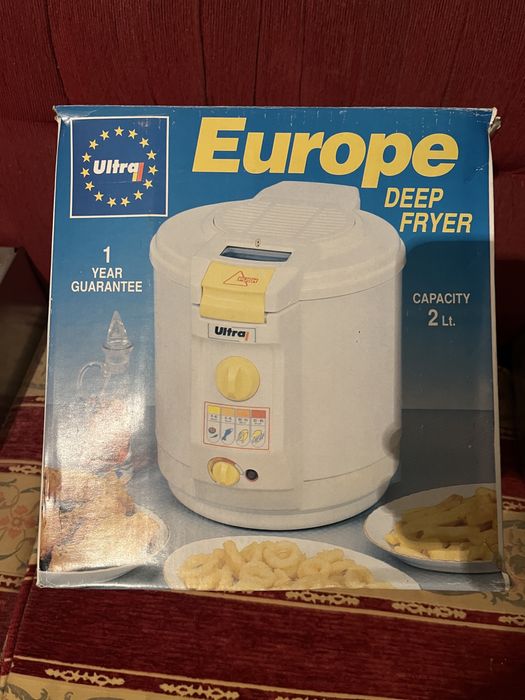 Ultra
Europe
DEEP
FRYER
1
YEAR
GUARANTEE
CAPACITY
2 Lt.
Ultra